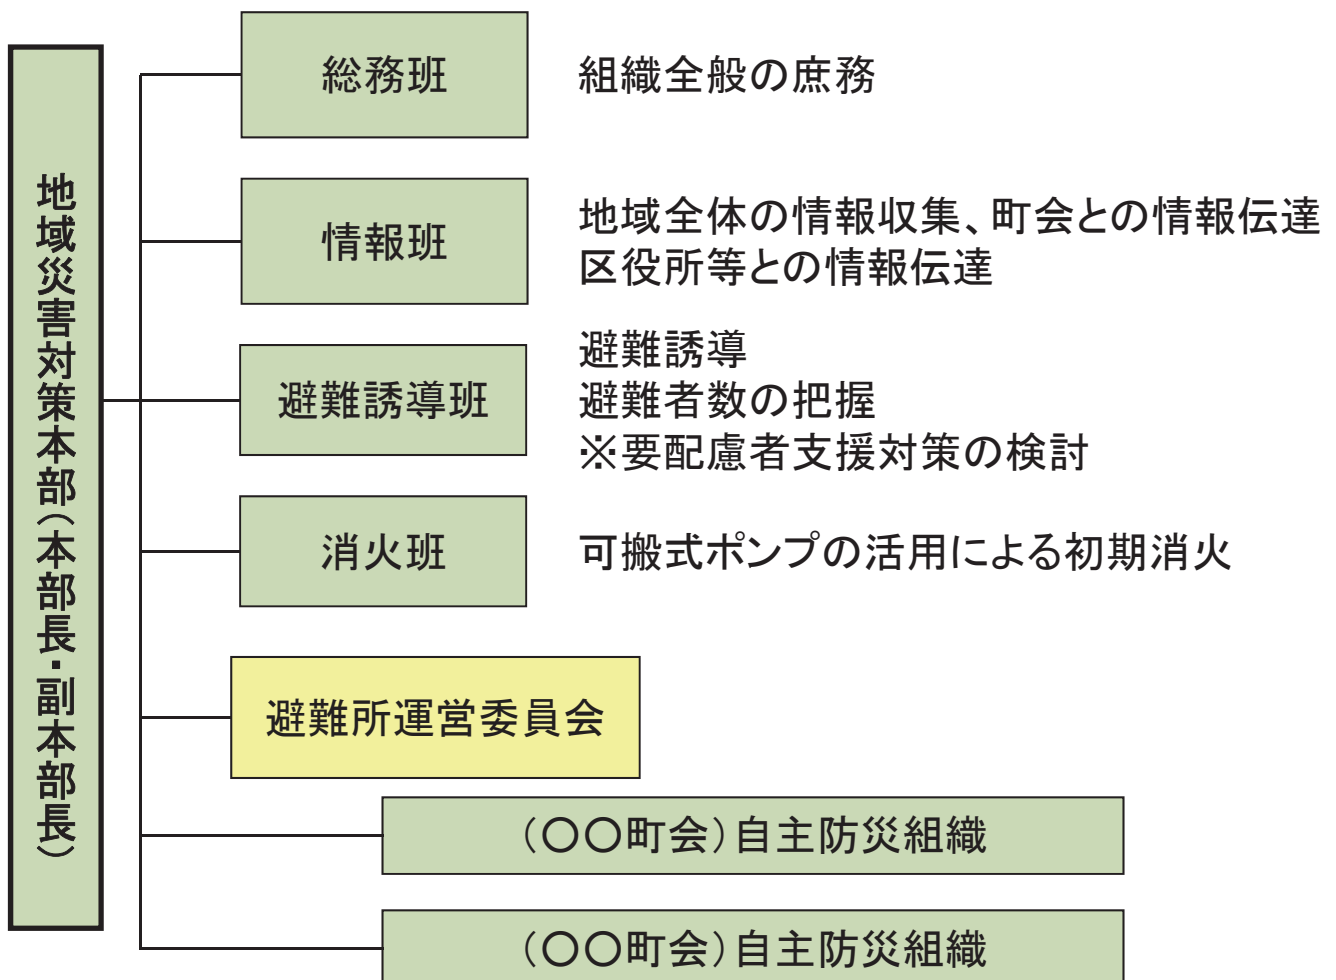 地域災害対策本部（本部長・副本部長）
総務班
組織全般の庶務
情報班
地域全体の情報収集、町会との情報伝達
区役所等との情報伝達
避難誘導班
避難誘導
避難者数の把握
※要配慮者支援対策の検討
消火班
可搬式ポンプの活用による初期消火
避難所運営委員会
（〇〇町会）自主防災組織
（〇〇町会）自主防災組織